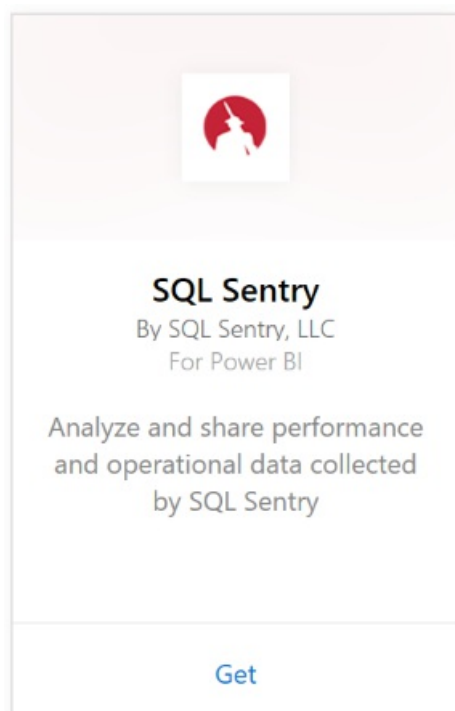 SQL Sentry
By SQL Sentry, LLC
For Power BI
Analyze and share performance
and operational data collected
by SQL Sentry
Get